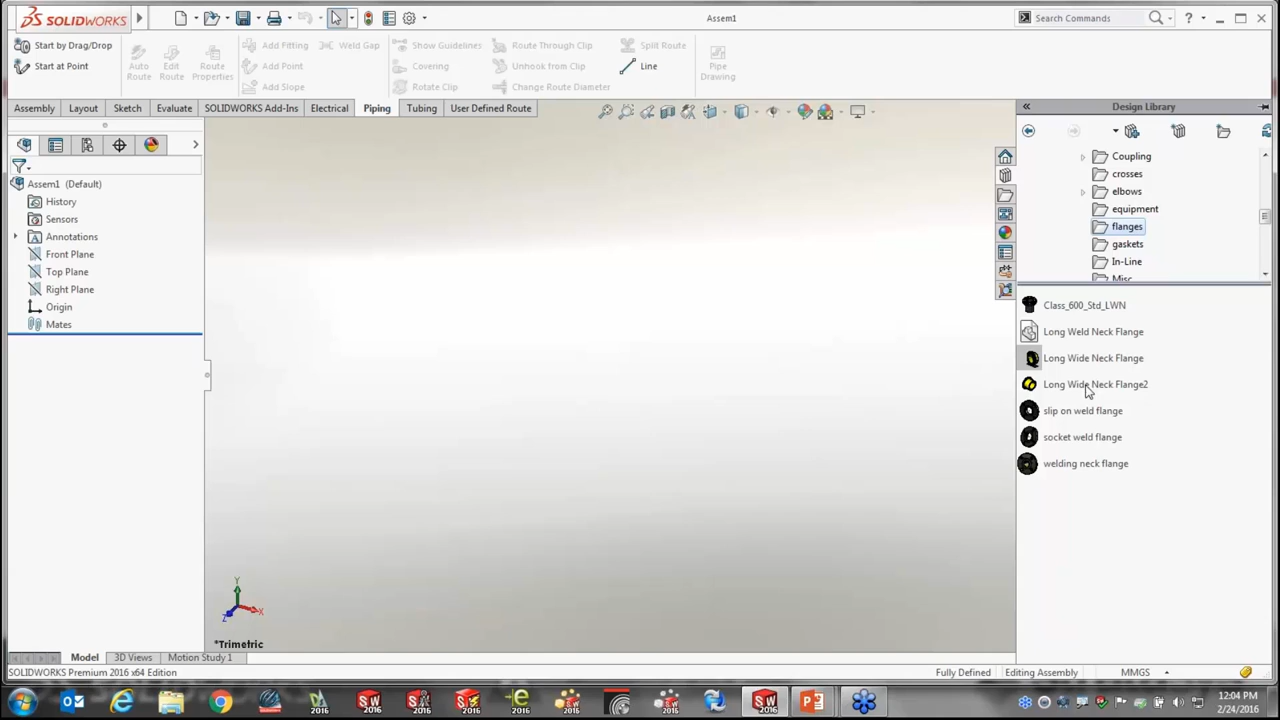 SOLIDWORKS
Assem1
Search Commands
?
Start by Drag/Drop
Start at Point
Auto Route
Edit Route
Route Properties
Add Fitting
Weld Gap
Add Point
Add Slope
Show Guidelines
Route Through Clip
Split Route
Covering
Unhook from Clip
Line
Rotate Clip
Change Route Diameter
Pipe Drawing
Assembly
Layout
Sketch
Evaluate
SOLIDWORKS Add-Ins
Electrical
Piping
Tubing
User Defined Route
Design Library
Assem1 (Default)
History
Sensors
Annotations
Front Plane
Top Plane
Right Plane
Origin
Mates
Coupling
crosses
elbows
equipment
flanges
gaskets
In-Line
Misc
Class_600_Std_LWN
Long Weld Neck Flange
Long Wide Neck Flange
Long Wide Neck Flange2
slip on weld flange
socket weld flange
welding neck flange
Y
X
Z
*Trimetric
Model
3D Views
Motion Study 1
SOLIDWORKS Premium 2016 x64 Edition
Fully Defined
Editing Assembly
MMGS
12:04 PM
2/24/2016